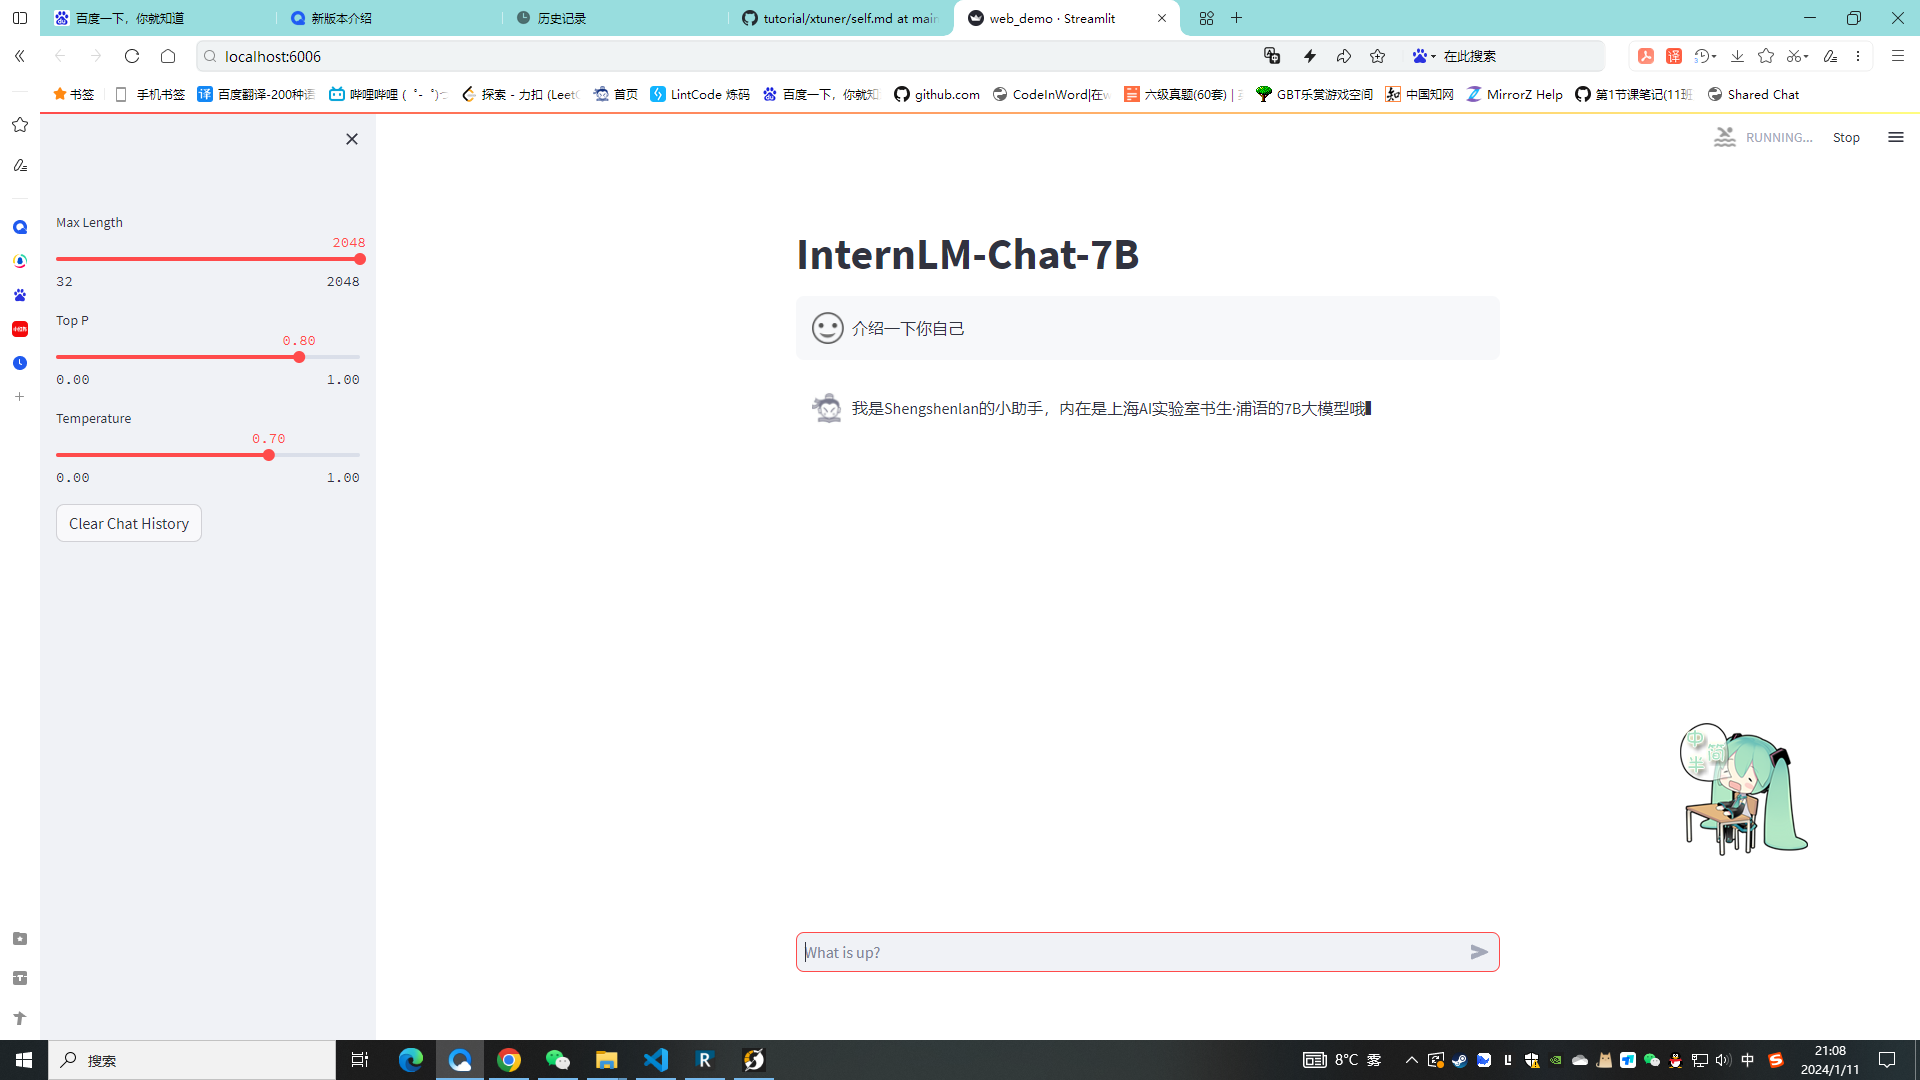 百度一下，你就知道
新版本介绍
历史记录
tutorial/xtuner/self.md at main
web_demo · Streamlit
localhost:6006
在此搜索
书签
手机书签
百度翻译-200种语
哔哩哔哩 (゜-゜)つ
探索 - 力扣 (LeetC
首页
LintCode 炼码
百度一下，你就知
github.com
CodeInWord|在w
六级真题(60套) |
GBT乐赏游戏空间
中国知网
MirrorZ Help
第1节课笔记(11班
Shared Chat
RUNNING...
Stop
Max Length
2048
32
2048
Top P
0.80
0.00
1.00
Temperature
0.70
0.00
1.00
Clear Chat History
InternLM-Chat-7B
介绍一下你自己
我是Shengshenlan的小助手，内在是上海AI实验室书生·浦语的7B大模型哦
中
简
半
What is up?
搜索
8°C 雾
中
21:08
2024/1/11